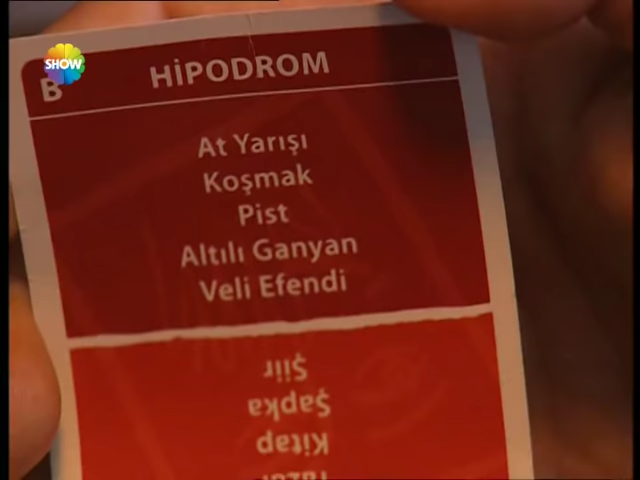 SHOW
B HİPODROM
At Yarışı
Koşmak
Pist
Altılı Ganyan
Veli Efendi
Şiir
Şapka
Kitap